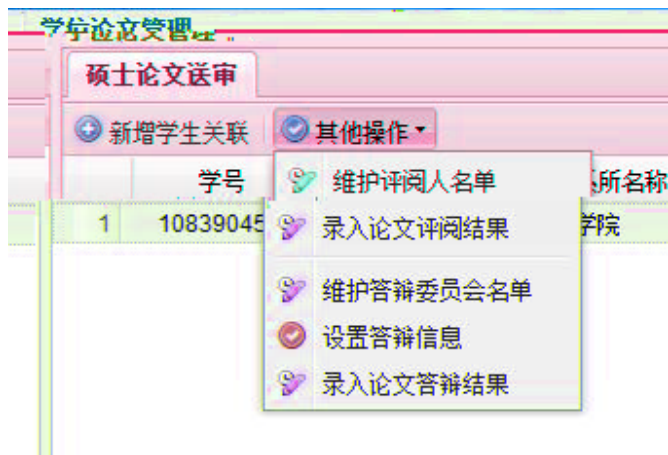 学位论文管理
硕士论文送审
新增学生关联 其他操作
学号 所名称
1 10839045 学院
维护评阅人名单
录入论文评阅结果
维护答辩委员会名单
设置答辩信息
录入论文答辩结果